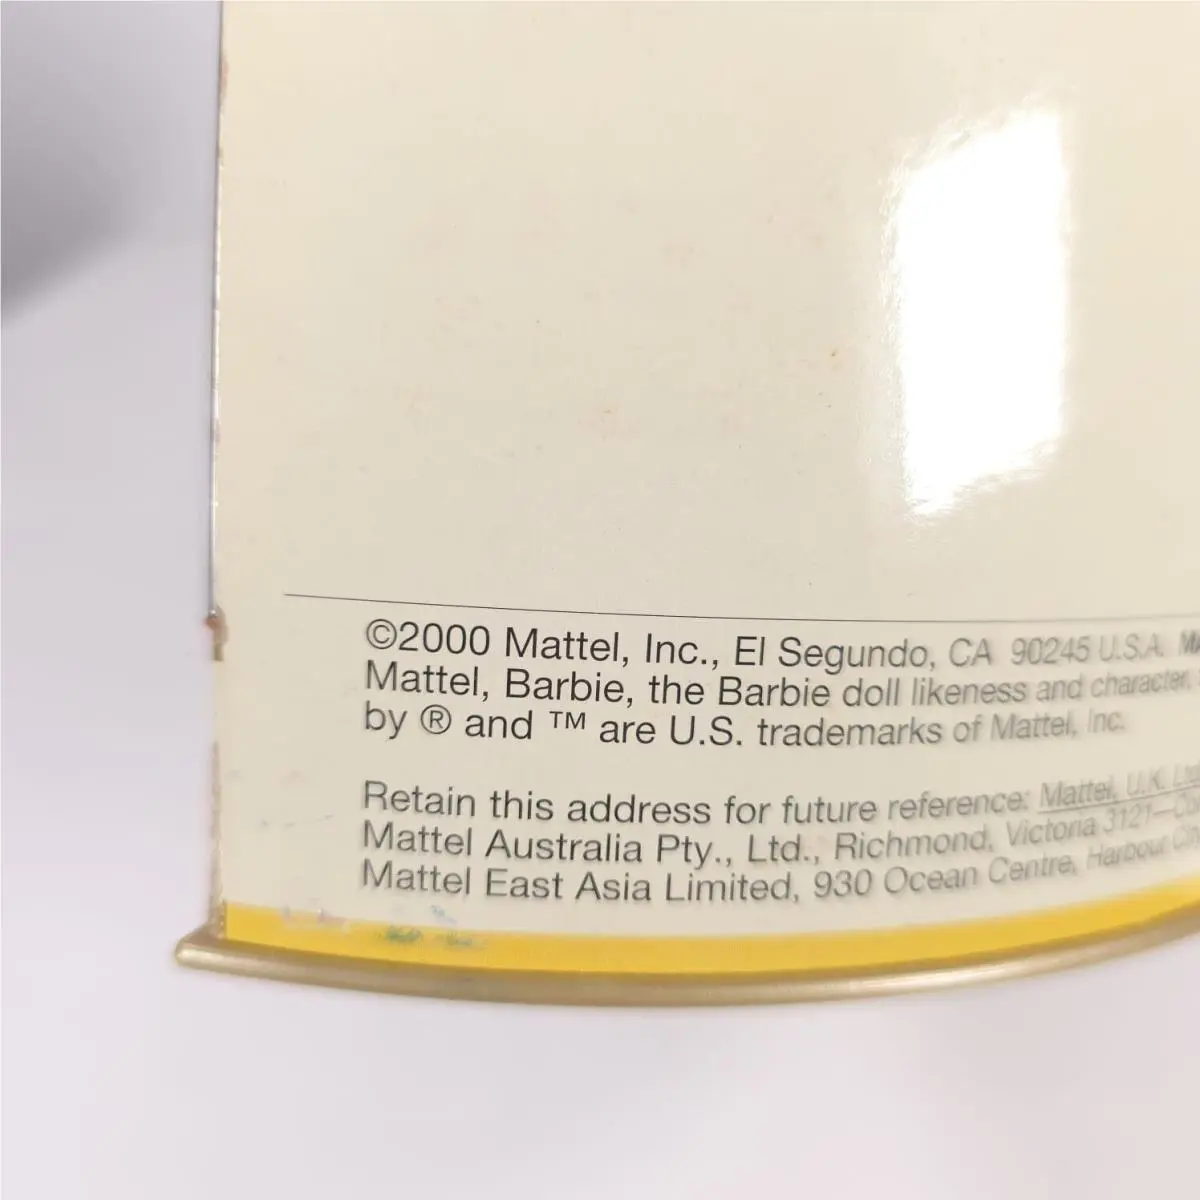 ©2000 Mattel, Inc., El Segundo, CA 90245 U.S.A.
Mattel, Barbie, the Barbie doll likeness and character,
by ® and ™ are U.S. trademarks of Mattel, Inc.
Retain this address for future reference: Mattel, U.K. Ltd
Mattel Australia Pty., Ltd., Richmond, Victoria 3121—
Mattel East Asia Limited, 930 Ocean Centre, Harbour